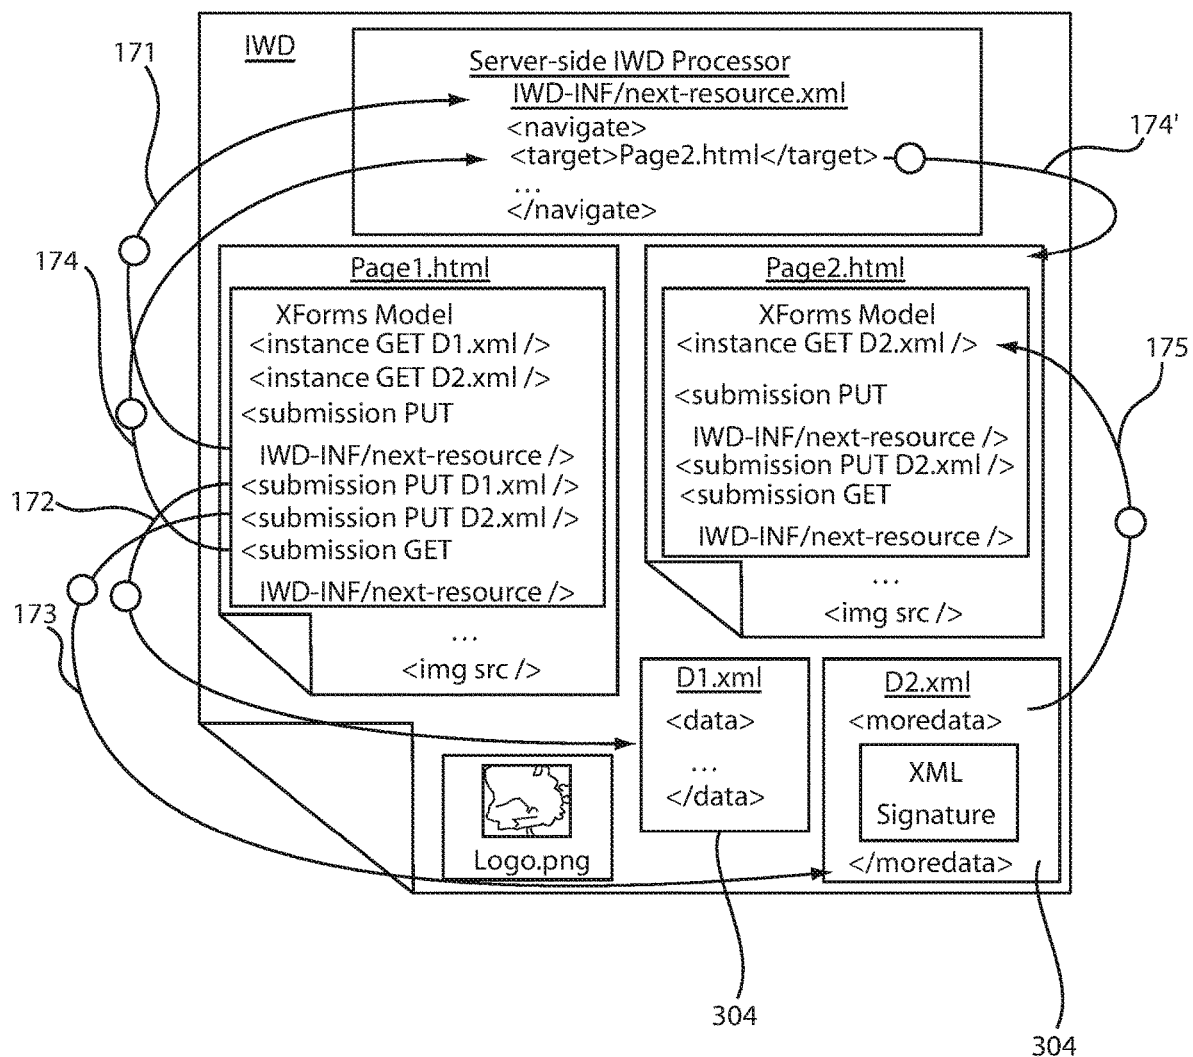 IWD
171
Server-side IWD Processor
IWD-INF/next-resource.xml
<navigate>
<target>Page2.html</target>
...
</navigate>
174'
174
Page1.html
XForms Model
<instance GET D1.xml />
<instance GET D2.xml />
<submission PUT
IWD-INF/next-resource />
<submission PUT D1.xml />
<submission PUT D2.xml />
<submission GET
IWD-INF/next-resource />
...
<img src />
172
173
Page2.html
XForms Model
<instance GET D2.xml />
<submission PUT
IWD-INF/next-resource />
<submission PUT D2.xml />
<submission GET
IWD-INF/next-resource />
...
<img src />
175
Logo.png
D1.xml
<data>
...
</data>
304
D2.xml
<moredata>
XML
Signature
</moredata>
304